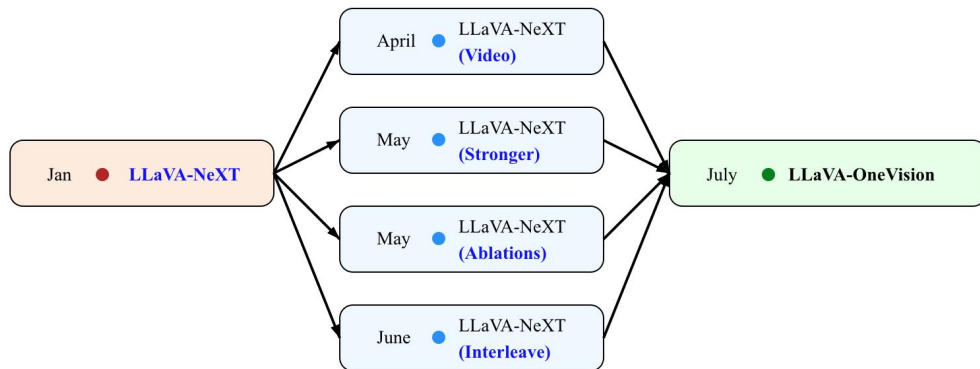 Jan LLaVA-NeXT
April LLaVA-NeXT
(Video)
May LLaVA-NeXT
(Stronger)
May LLaVA-NeXT
(Ablations)
June LLaVA-NeXT
(Interleave)
July LLaVA-OneVision